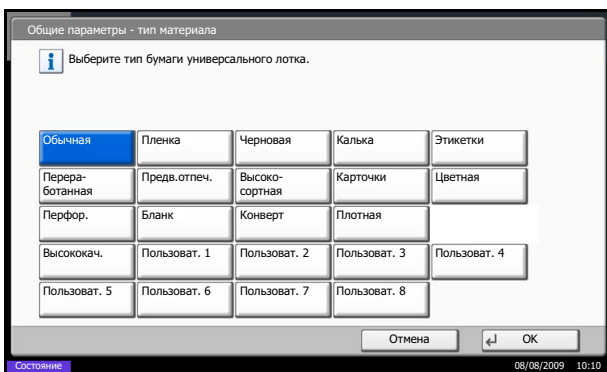 Общие параметры - тип материала
Выберите тип бумаги универсального лотка.
Обычная Пленка Черновая Калька Этикетки
Перера-
ботанная
Предв.отпеч.
Высоко-
сортная
Карточки
Цветная
Перфор. Бланк Конверт Плотная
Высококач. Пользоват. 1 Пользоват. 2 Пользоват. 3 Пользоват. 4
Пользоват. 5 Пользоват. 6 Пользоват. 7 Пользоват. 8
Отмена OK
Состояние 08/08/2009 10:10